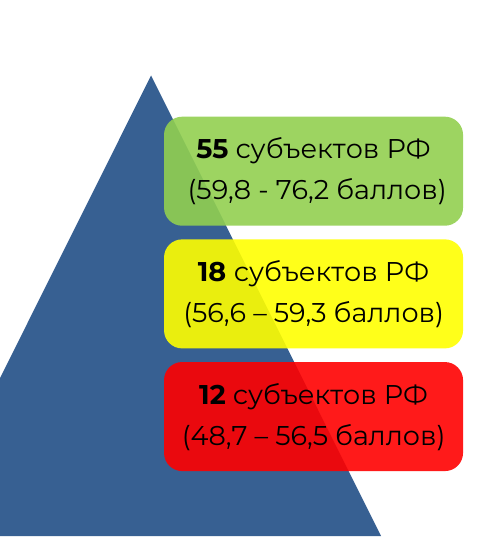 55 субъектов РФ
(59,8 - 76,2 баллов)
18 субъектов РФ
(56,6 – 59,3 баллов)
12 субъектов РФ
(48,7 – 56,5 баллов)